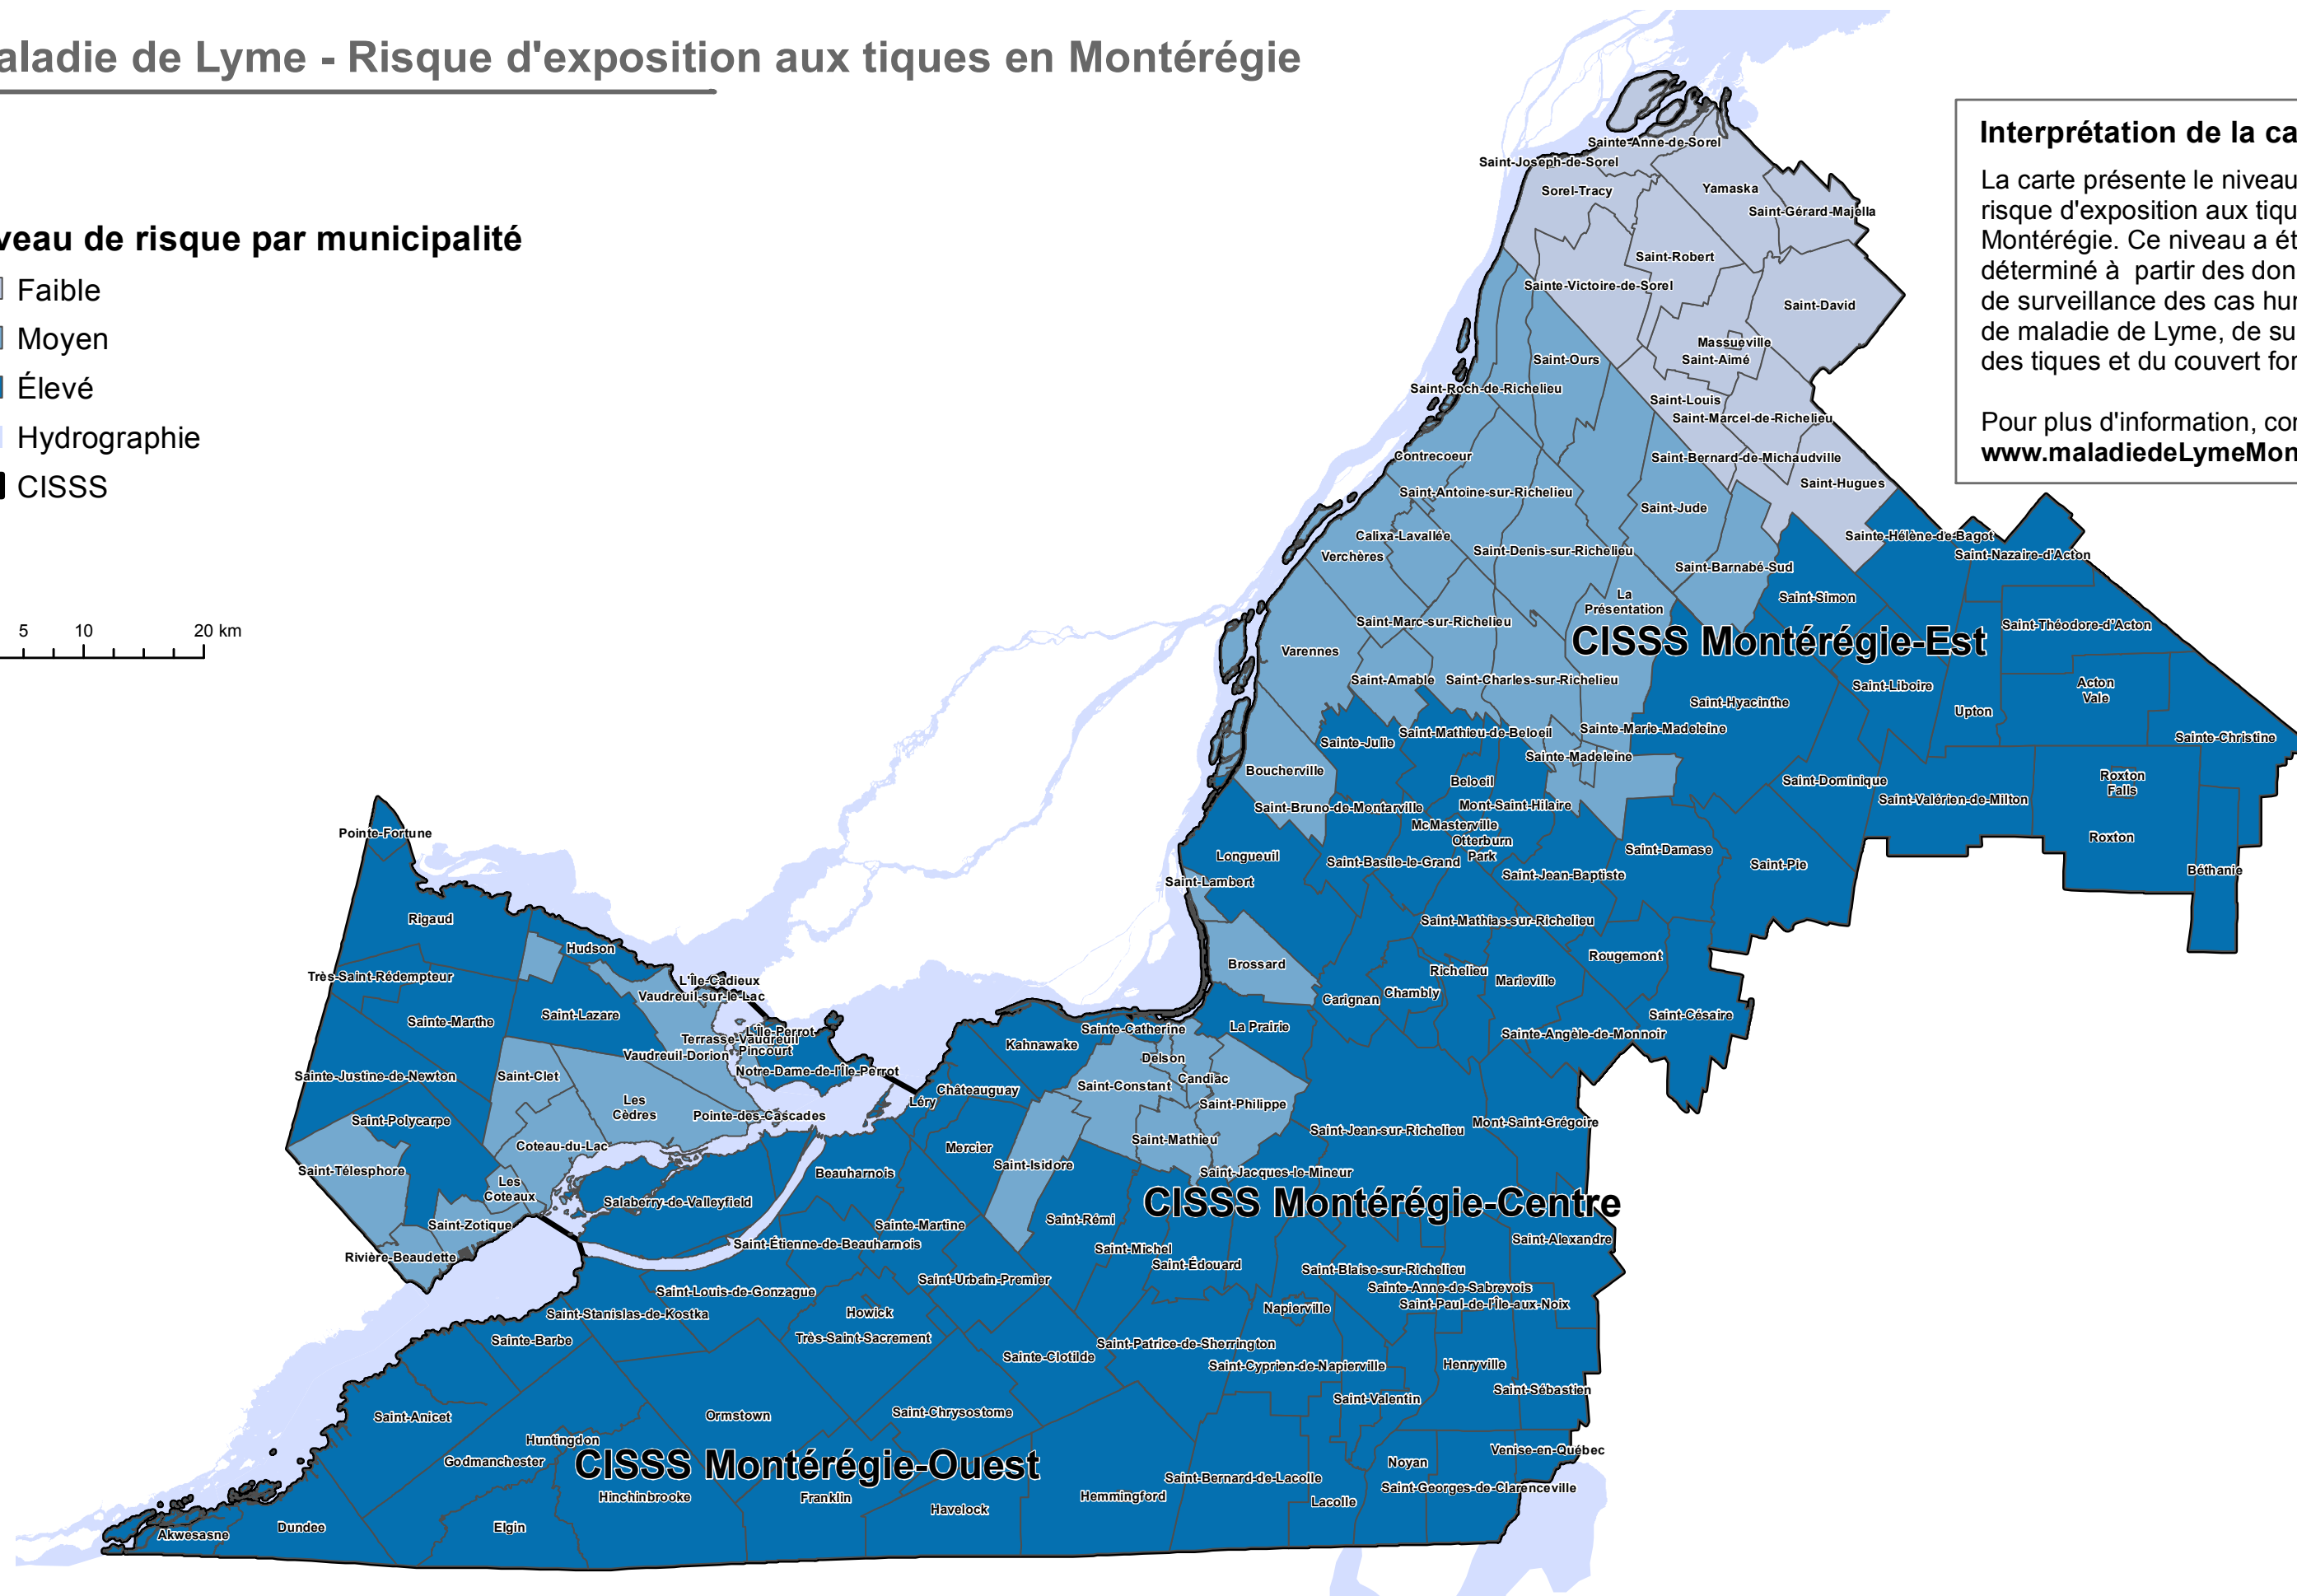 aladie de Lyme - Risque d'exposition aux tiques en Montérégie
veau de risque par municipalité
Faible
Moyen
Élevé
Hydrographie
CISSS
5 10 20 km
Interprétation de la ca
La carte présente le niveau
risque d'exposition aux tiqu
Montérégie. Ce niveau a ét
déterminé à partir des don
de surveillance des cas hur
de maladie de Lyme, de su
des tiques et du couvert for
Pour plus d'information, con
www.maladiedeLymeMon
Sainte-Anne-de-Sorel
Saint-Joseph-de-Sorel
Sorel-Tracy
Yamaska
Saint-Gérard-Majella
Saint-Robert
Sainte-Victoire-de-Sorel
Saint-David
Massueville
Saint-Aimé
Saint-Ours
Saint-Roch-de-Richelieu
Saint-Louis
Saint-Marcel-de-Richelieu
Contrecoeur
Saint-Bernard-de-Michaudville
Saint-Hugues
Saint-Antoine-sur-Richelieu
Saint-Jude
Calixa-Lavallée
Sainte-Hélène-de-Bagot
Verchères
Saint-Denis-sur-Richelieu
Saint-Nazaire-d'Acton
Saint-Barnabé-Sud
La
Présentation
Saint-Simon
Saint-Marc-sur-Richelieu
Saint-Théodore-d'Acton
CISSS Montérégie-Est
Varennes
Saint-Amable
Saint-Charles-sur-Richelieu
Saint-Liboire
Acton
Vale
Saint-Hyacinthe
Upton
Sainte-Julie
Saint-Mathieu-de-Beloeil
Sainte-Marie-Madeleine
Sainte-Christine
Sainte-Madeleine
Boucherville
Beloeil
Saint-Dominique
Roxton
Falls
Saint-Bruno-de-Montarville
Mont-Saint-Hilaire
Saint-Valérien-de-Milton
McMasterville
Otterburn
Park
Roxton
Pointe-Fortune
Longueuil
Saint-Basile-le-Grand
Saint-Damase
Saint-Pie
Béthanie
Saint-Lambert
Saint-Jean-Baptiste
Rigaud
Saint-Mathias-sur-Richelieu
Hudson
Brossard
Rougemont
Très-Saint-Rédempteur
L'Île-Cadieux
Vaudreuil-sur-le-Lac
Richelieu
Marieville
Carignan
Chambly
Sainte-Marthe
Saint-Lazare
Saint-Césaire
L'Île-Perrot
Terrasse-Vaudreuil
Pincourt
Vaudreuil-Dorion
Sainte-Catherine
La Prairie
Sainte-Angèle-de-Monnoir
Kahnawake
Delson
Notre-Dame-de-l'Île-Perrot
Sainte-Justine-de-Newton
Saint-Clet
Candiac
Saint-Constant
Châteauguay
Léry
Les
Cèdres
Pointe-des-Cascades
Saint-Philippe
Saint-Polycarpe
Saint-Jean-sur-Richelieu
Mont-Saint-Grégoire
Coteau-du-Lac
Mercier
Saint-Mathieu
Saint-Télesphore
Saint-Isidore
Beauharnois
Saint-Jacques-le-Mineur
Les
Coteaux
Salaberry-de-Valleyfield
CISSS Montérégie-Centre
Saint-Zotique
Sainte-Martine
Saint-Rémi
Saint-Étienne-de-Beauharnois
Saint-Michel
Saint-Alexandre
Rivière-Beaudette
Saint-Édouard
Saint-Blaise-sur-Richelieu
Saint-Urbain-Premier
Sainte-Anne-de-Sabrevois
Saint-Louis-de-Gonzague
Saint-Paul-de-l'Île-aux-Noix
Saint-Stanislas-de-Kostka
Howick
Napierville
Sainte-Barbe
Très-Saint-Sacrement
Saint-Patrice-de-Sherrington
Sainte-Clotilde
Saint-Cyprien-de-Napierville
Henryville
Saint-Valentin
Saint-Sébastien
Saint-Anicet
Ormstown
Saint-Chrysostome
Huntingdon
Godmanchester
CISSS Montérégie-Ouest
Venise-en-Québec
Noyan
Saint-Bernard-de-Lacolle
Saint-Georges-de-Clarenceville
Hinchinbrooke
Franklin
Hemmingford
Lacolle
Havelock
Akwesasne
Dundee
Elgin